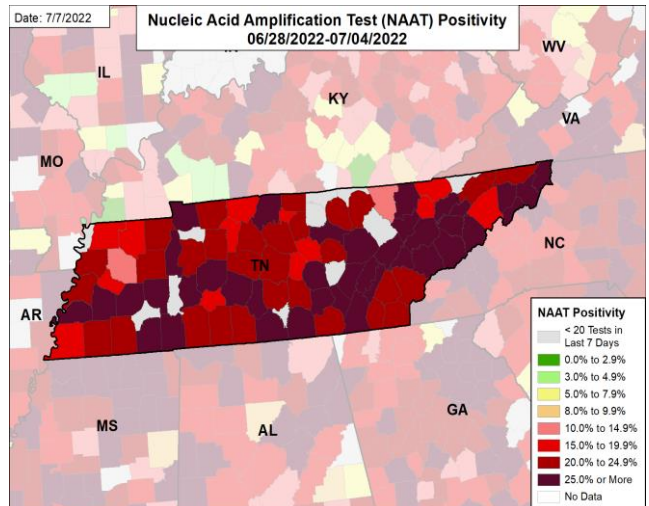 Date: 7/7/2022
Nucleic Acid Amplification Test (NAAT) Positivity
06/28/2022-07/04/2022
WV
IL
KY
VA
MO
TN
NC
AR
MS
AL
GA
NAAT Positivity
< 20 Tests in
Last 7 Days
0.0% to 2.9%
3.0% to 4.9%
5.0% to 7.9%
8.0% to 9.9%
10.0% to 14.9%
15.0% to 19.9%
20.0% to 24.9%
25.0% or More
No Data